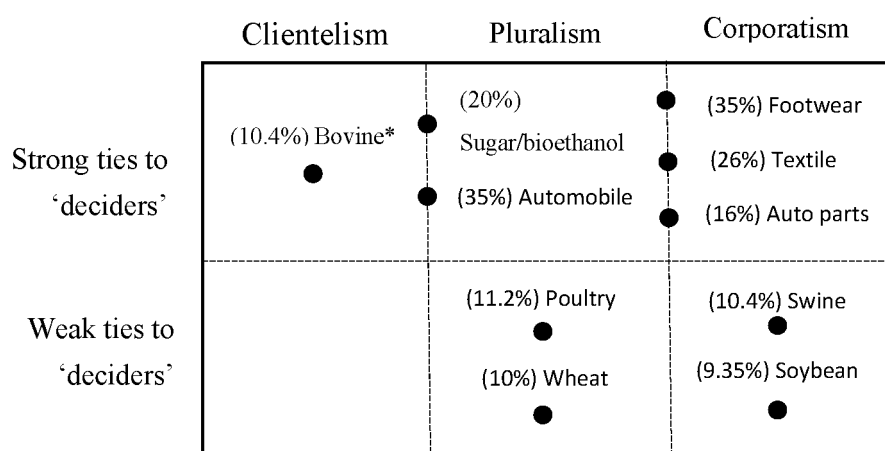 Clientelism Pluralism Corporatism
Strong ties to
‘deciders’
(10.4%) Bovine*
(20%)
Sugar/bioethanol
(35%) Automobile
(35%) Footwear
(26%) Textile
(16%) Auto parts
Weak ties to
‘deciders’
(11.2%) Poultry
(10%) Wheat
(10.4%) Swine
(9.35%) Soybean